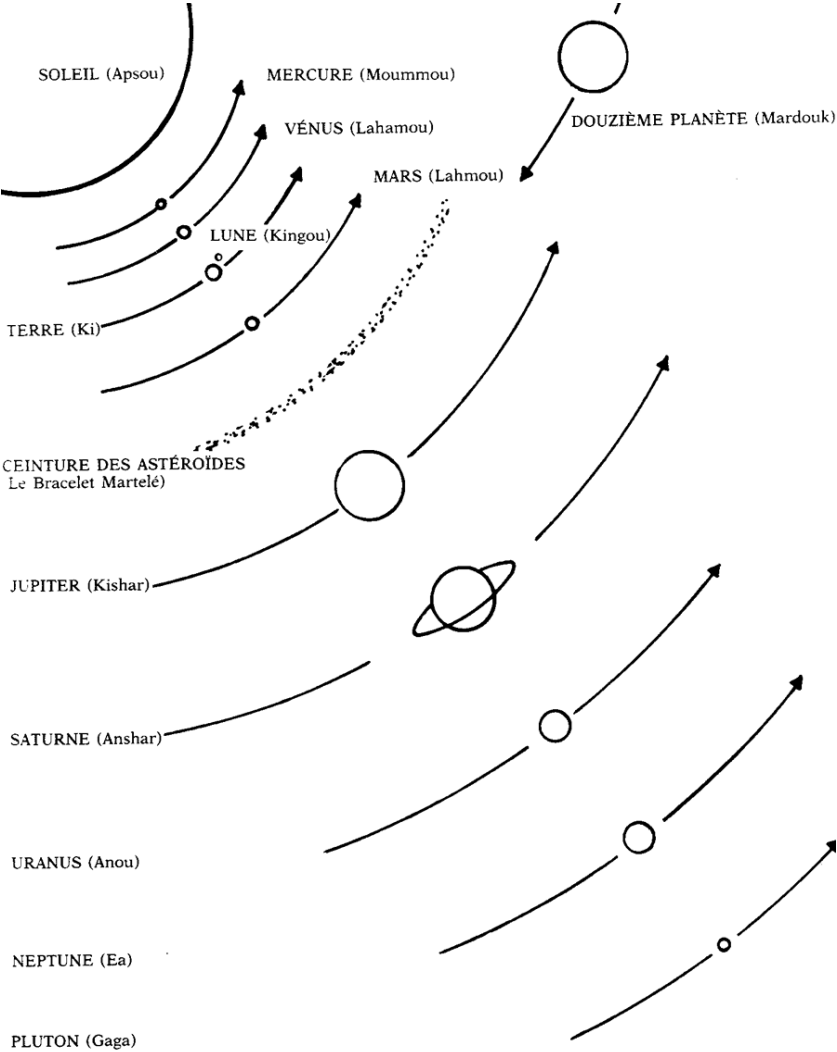 SOLEIL (Apsou)
MERCURE (Moummou)
DOUZIÈME PLANÈTE (Mardouk)
VÉNUS (Lahamou)
MARS (Lahmou)
LUNE (Kingou)
TERRE (Ki)
CEINTURE DES ASTÉROÏDES
Le Bracelet Martelé)
JUPITER (Kishar)
SATURNE (Anshar)
URANUS (Anou)
NEPTUNE (Ea)
PLUTON (Gaga)